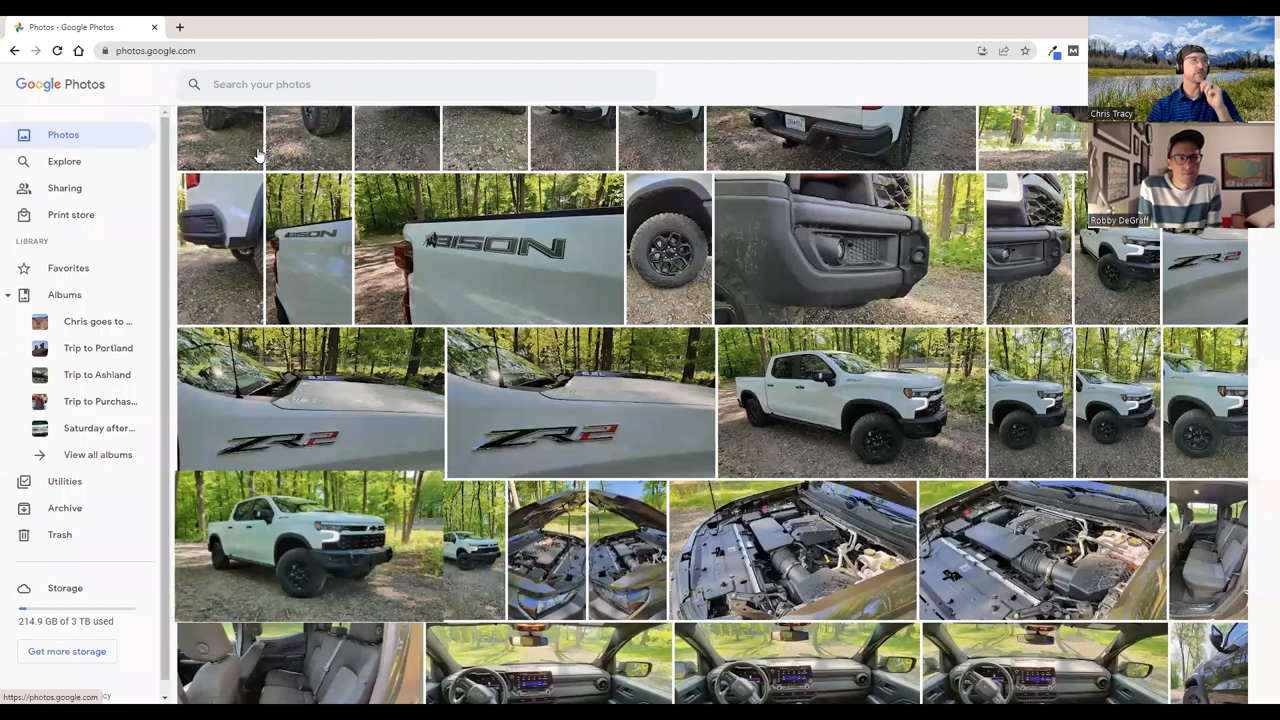 Photos - Google Photos
photos.google.com
Google Photos
Search your photos
Photos
Explore
Sharing
Print store
LIBRARY
Favorites
Albums
Chris goes to ...
Trip to Portland
Trip to Ashland
Trip to Purchas...
Saturday after...
View all albums
Utilities
Archive
Trash
Storage
214.9 GB of 3 TB used
Get more storage
https://photos.google.com
cy
Chris Tracy
Robby DeGraff
BISON
BISON
ZR2
ZR2
ZR2